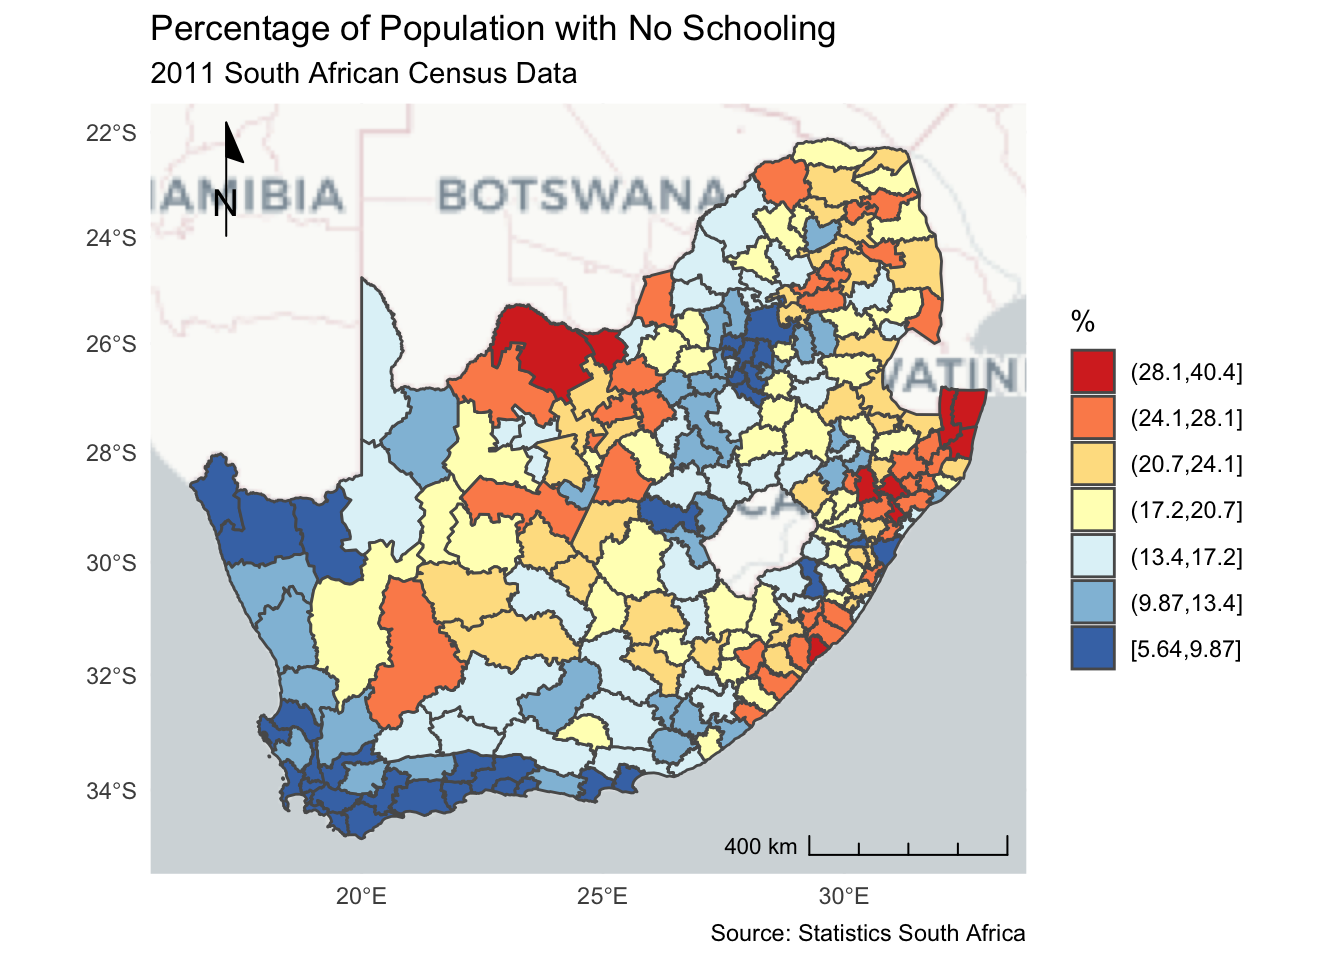 Percentage of Population with No Schooling
2011 South African Census Data
22°S
24°S
26°S
28°S
30°S
32°S
34°S
N
AMIBIA
BOTSWANA
VATINI
CA
400 km
20°E
25°E
30°E
%
(28.1,40.4]
(24.1,28.1]
(20.7,24.1]
(17.2,20.7]
(13.4,17.2]
(9.87,13.4]
[5.64,9.87]
Source: Statistics South Africa